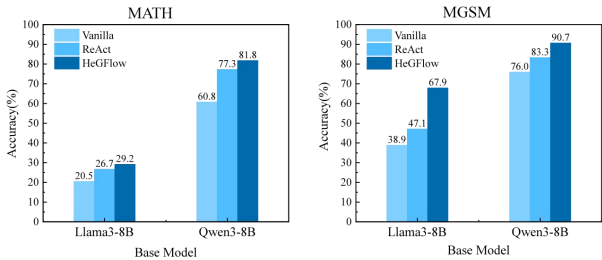 MATH
Accuracy(%)
100
90
80
70
60
50
40
30
20
10
0
Vanilla
ReAct
HeGFlow
20.5
26.7
29.2
60.8
77.3
81.8
Llama3-8B
Qwen3-8B
Base Model
MGSM
Accuracy(%)
100
90
80
70
60
50
40
30
20
10
0
Vanilla
ReAct
HeGFlow
38.9
47.1
67.9
76.0
83.3
90.7
Llama3-8B
Qwen3-8B
Base Model